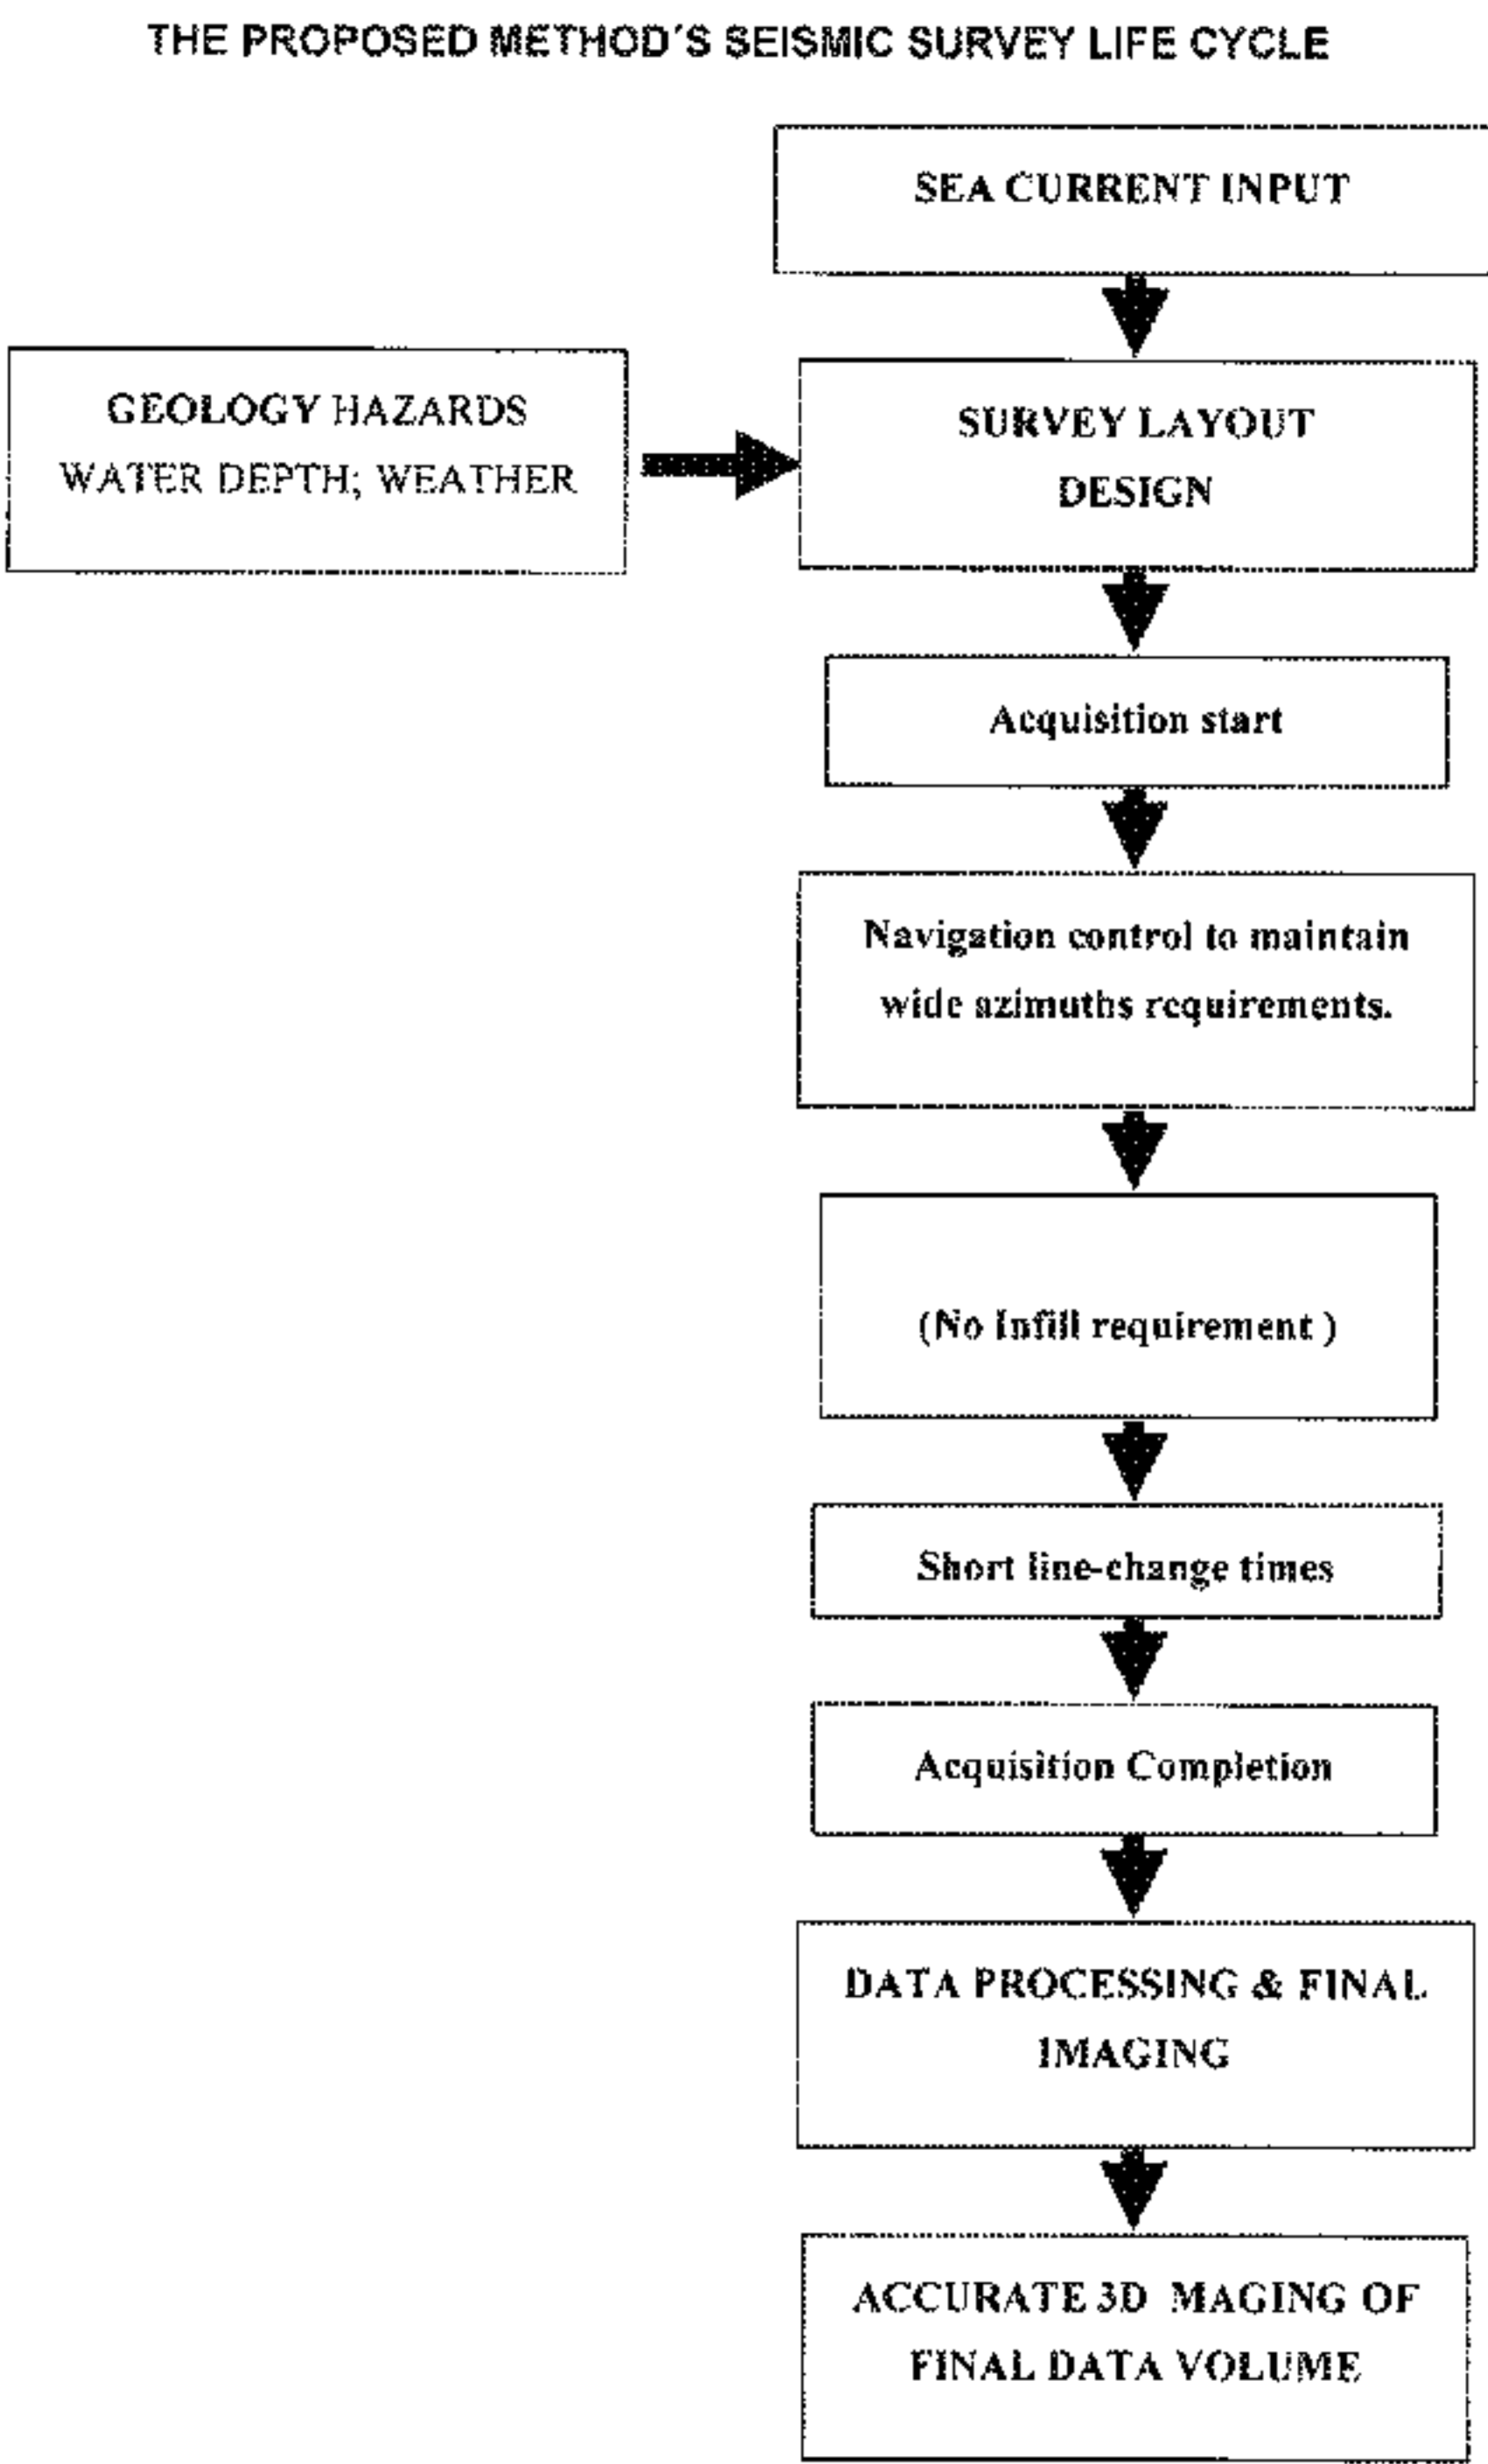 THE PROPOSED METHOD'S SEISMIC SURVEY LIFE CYCLE
SEA CURRENT INPUT
GEOLOGY HAZARDS
WATER DEPTH; WEATHER
SURVEY LAYOUT
DESIGN
Acquisition start
Navigation control to maintain
wide azimuths requirements.
(No Infill requirement )
Short line-change times
Acquisition Completion
DATA PROCESSING & FINAL
IMAGING
ACCURATE 3D MAGING OF
FINAL DATA VOLUME